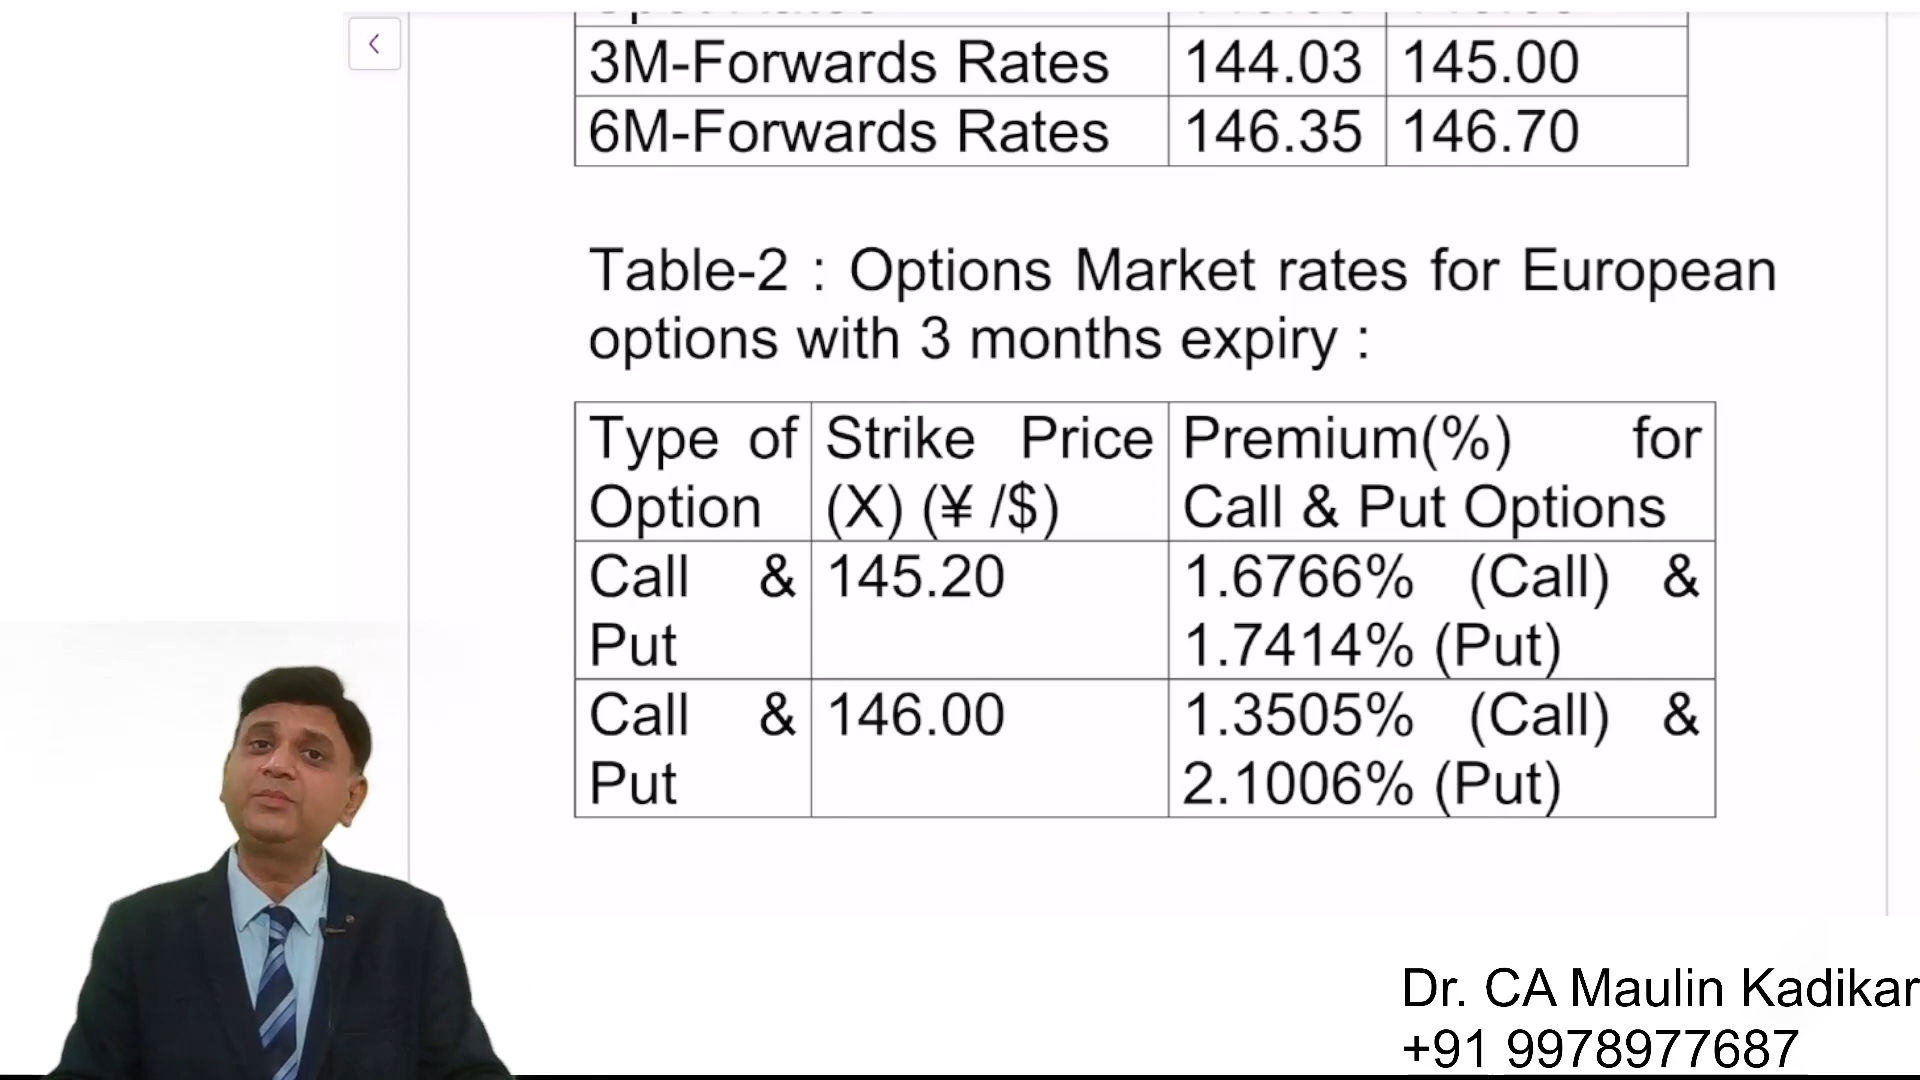 3M-Forwards Rates 144.03 145.00
6M-Forwards Rates 146.35 146.70
Table-2 : Options Market rates for European
options with 3 months expiry :
Type of Strike Price Premium(%) for
Option (X) (¥ /$) Call & Put Options
Call & 145.20 1.6766% (Call) &
Put 1.7414% (Put)
Call & 146.00 1.3505% (Call) &
Put 2.1006% (Put)
Dr. CA Maulin Kadikar
+91 9978977687